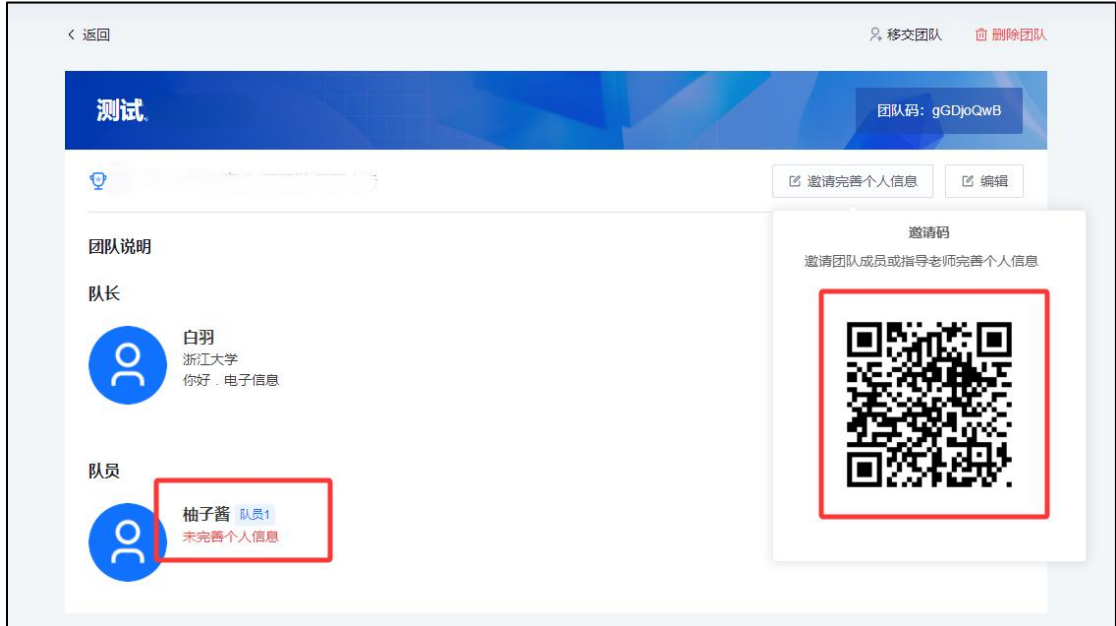 返回
移交团队
删除团队
测试
团队码：gGDjoQwB
邀请完善个人信息
编辑
邀请码
邀请团队成员或指导老师完善个人信息
团队说明
队长
白羽
浙江大学
你好 . 电子信息
队员
柚子酱 队员1
未完善个人信息